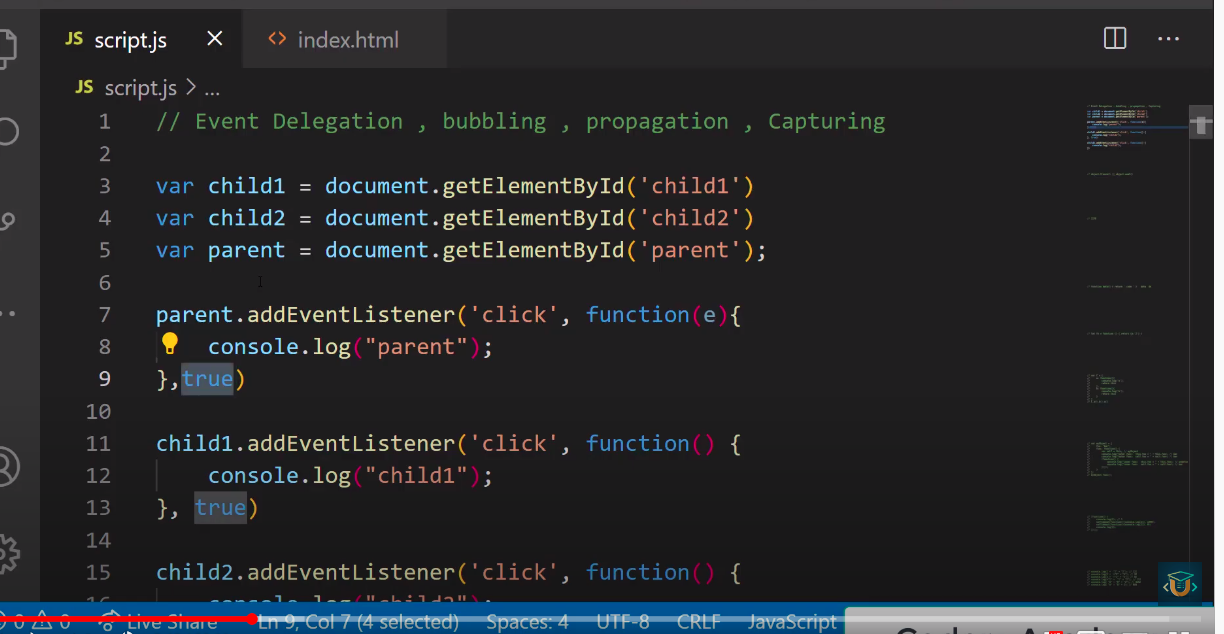 JS script.js × <> index.html ...
JS script.js > ...
1 // Event Delegation , bubbling , propagation , Capturing
2
3 var child1 = document.getElementById('child1')
4 var child2 = document.getElementById('child2')
5 var parent = document.getElementById('parent');
6
7 parent.addEventListener('click', function(e){
8 console.log("parent");
9 },true)
10
11 child1.addEventListener('click', function() {
12 console.log("child1");
13 }, true)
14
15 child2.addEventListener('click', function() {
16 console.log("child2");
0 0 Live Share Ln 9, Col 7 (4 selected) Spaces: 4 UTF-8 CRLF JavaScript